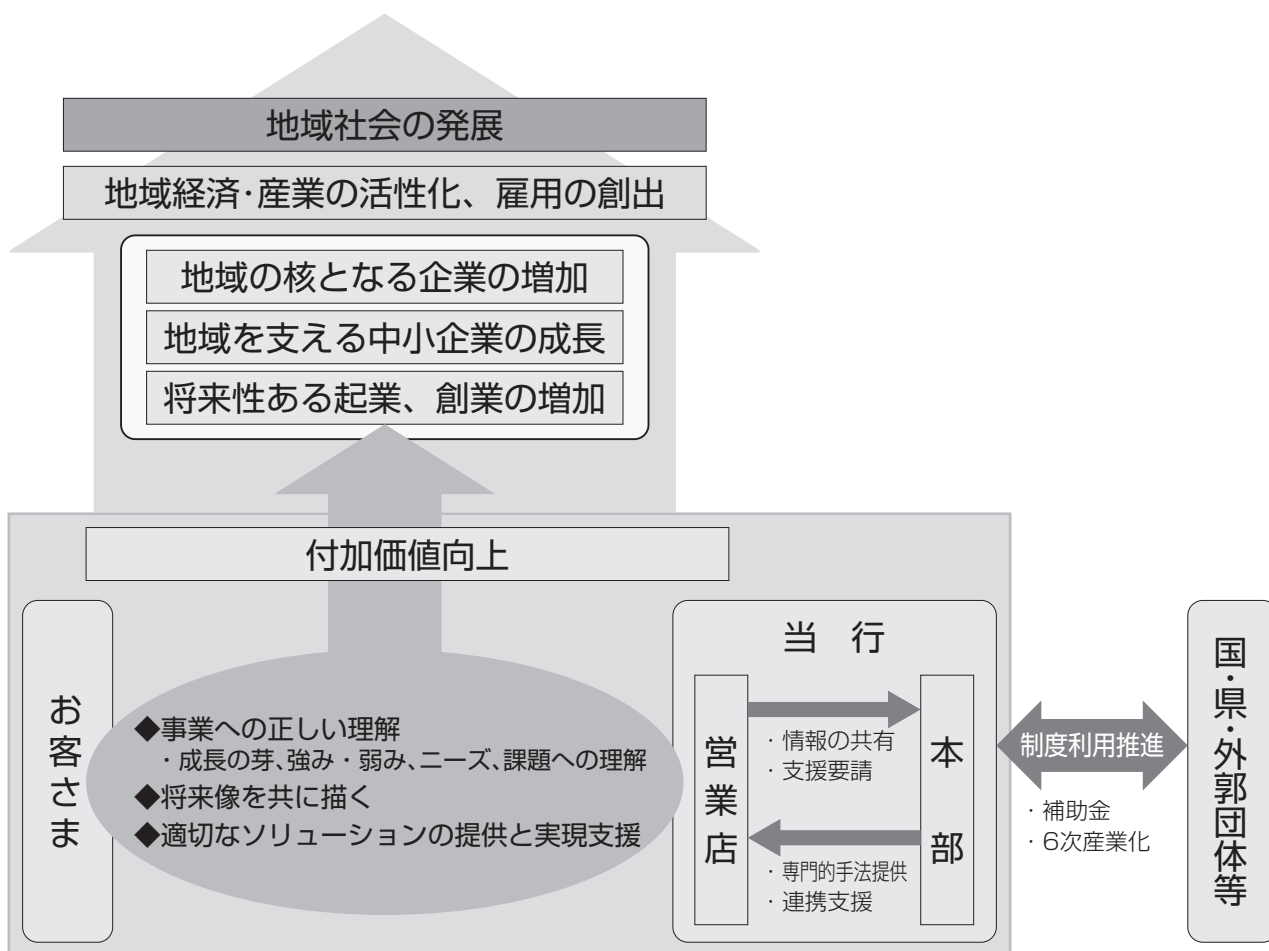 地域社会の発展
地域経済・産業の活性化、雇用の創出
地域の核となる企業の増加
地域を支える中小企業の成長
将来性ある起業、創業の増加
付加価値向上
お客さま
◆事業への正しい理解
・成長の芽、強み・弱み、ニーズ、課題への理解
◆将来像を共に描く
◆適切なソリューションの提供と実現支援
当 行
営業店
・情報の共有
・支援要請
・専門的手法提供
・連携支援
本部
制度利用推進
・補助金
・6次産業化
国・県・外郭団体等